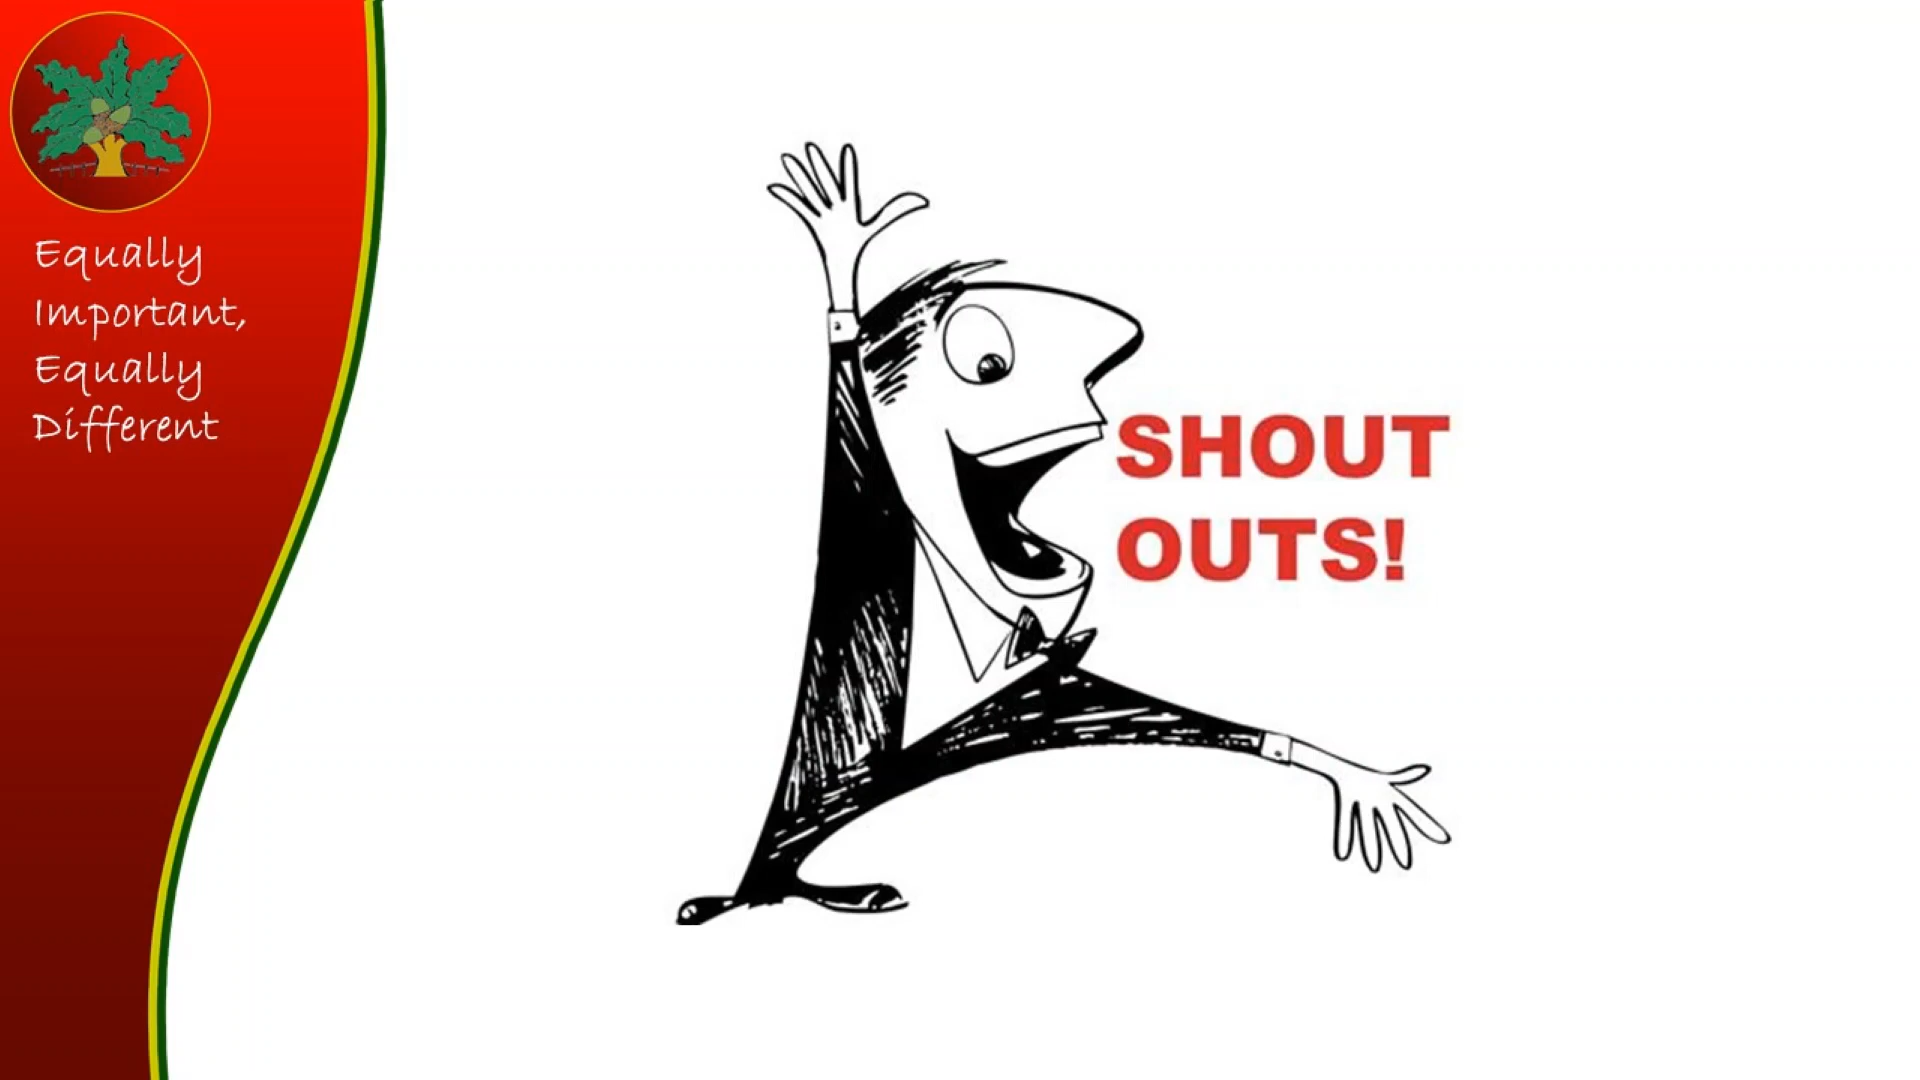 Equally
Important,
Equally
Different
SHOUT
OUTS!